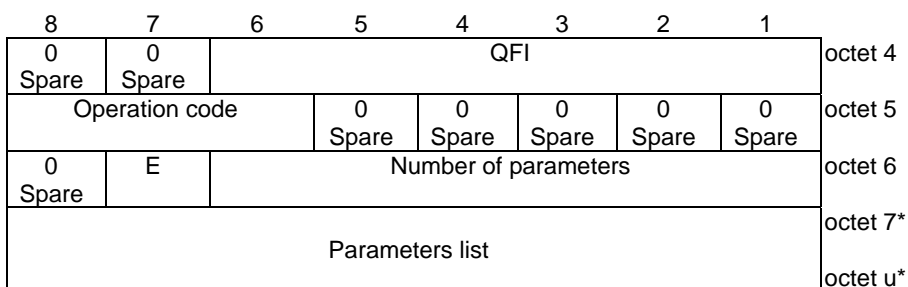 8 7 6 5 4 3 2 1
0 0 QFI octet 4
Spare Spare
Operation code 0 0 0 0 0 octet 5
Spare Spare Spare Spare Spare
0 E Number of parameters octet 6
Spare
octet 7*
Parameters list
octet u*